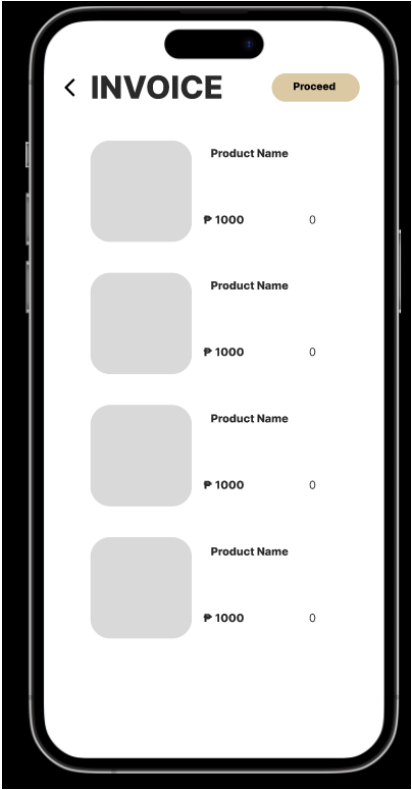 INVOICE
Proceed
Product Name
₱ 1000 0
Product Name
₱ 1000 0
Product Name
₱ 1000 0
Product Name
₱ 1000 0